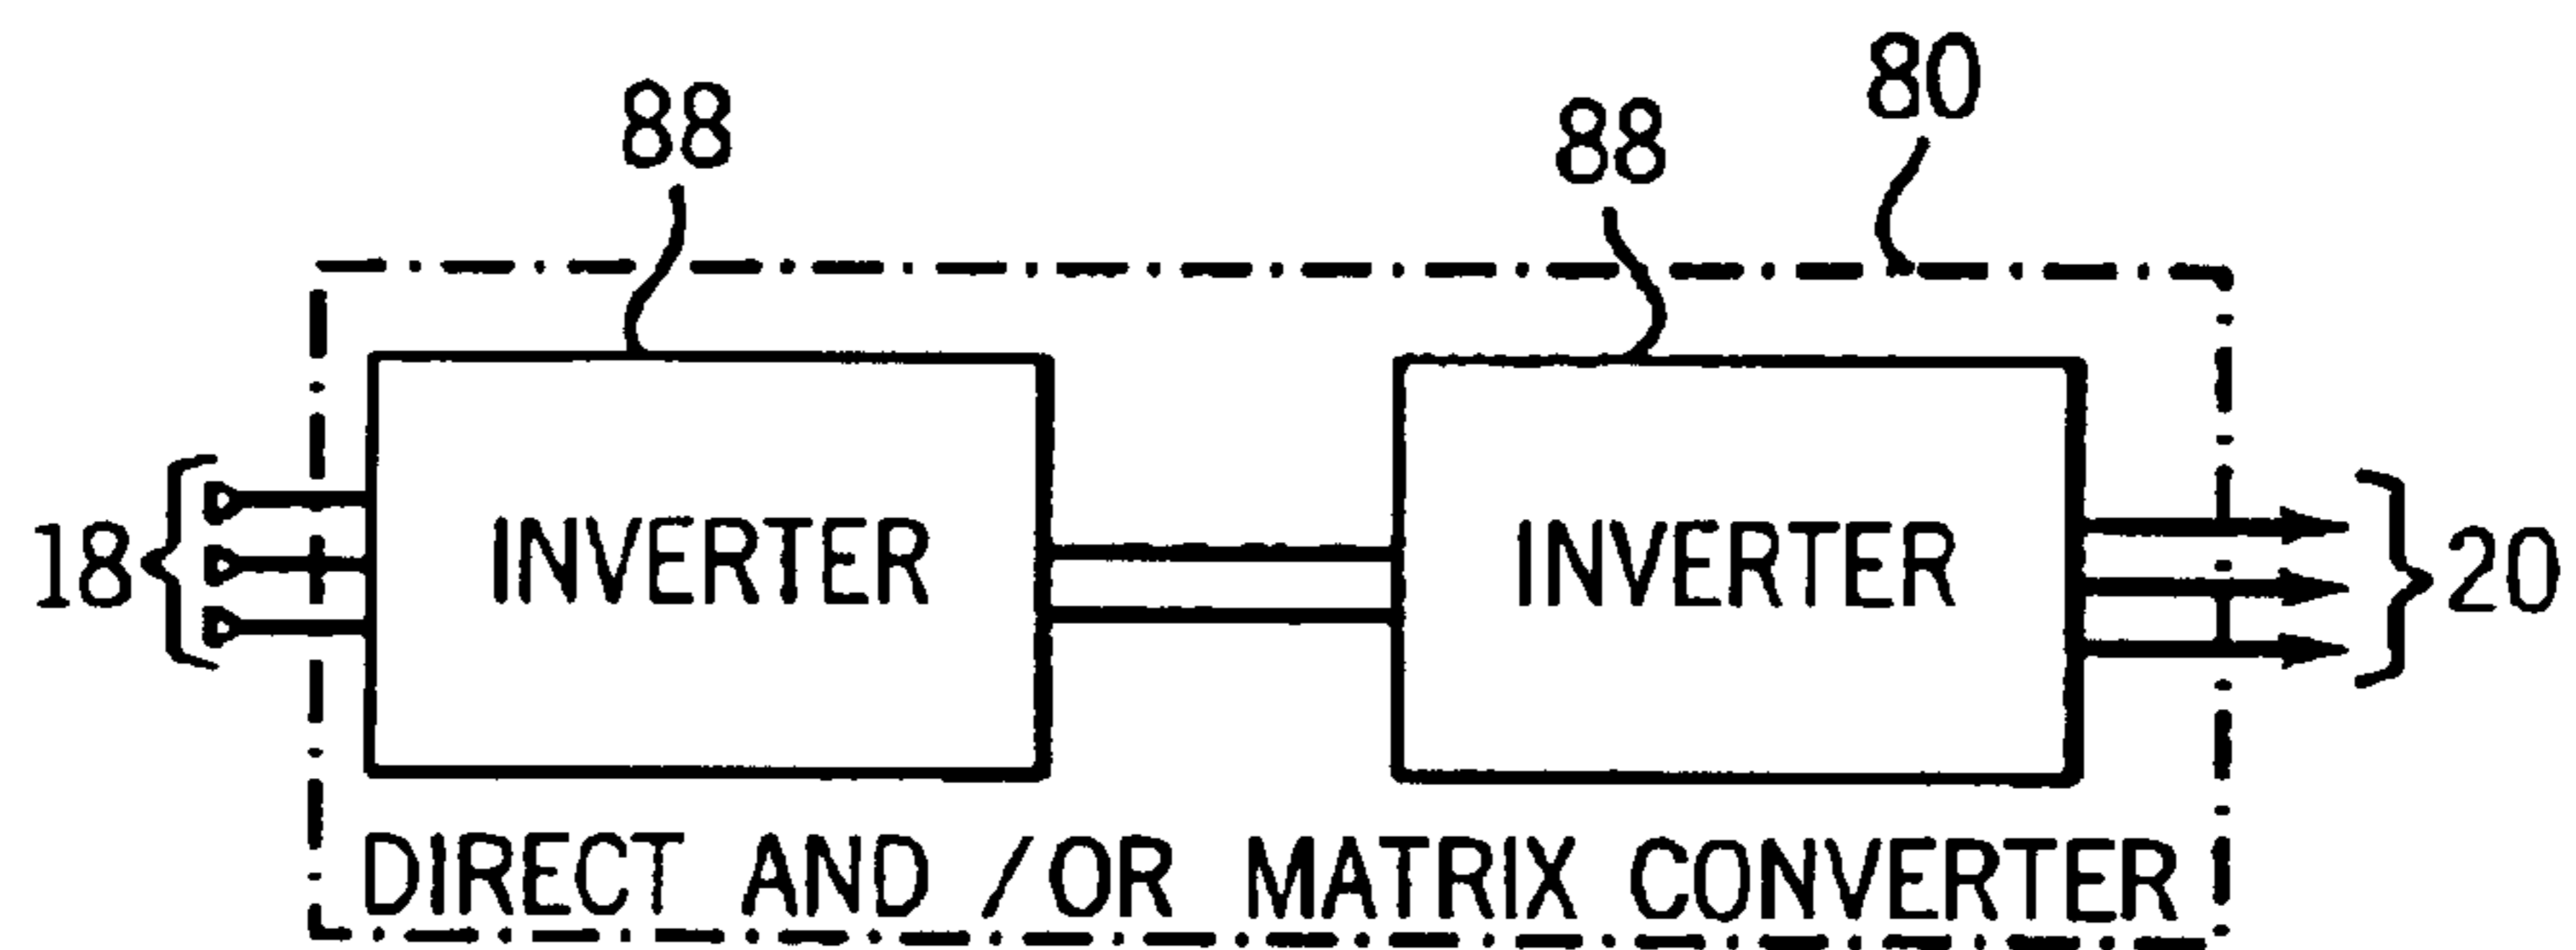 80
88
88
18
INVERTER
INVERTER
20
DIRECT AND /OR MATRIX CONVERTER